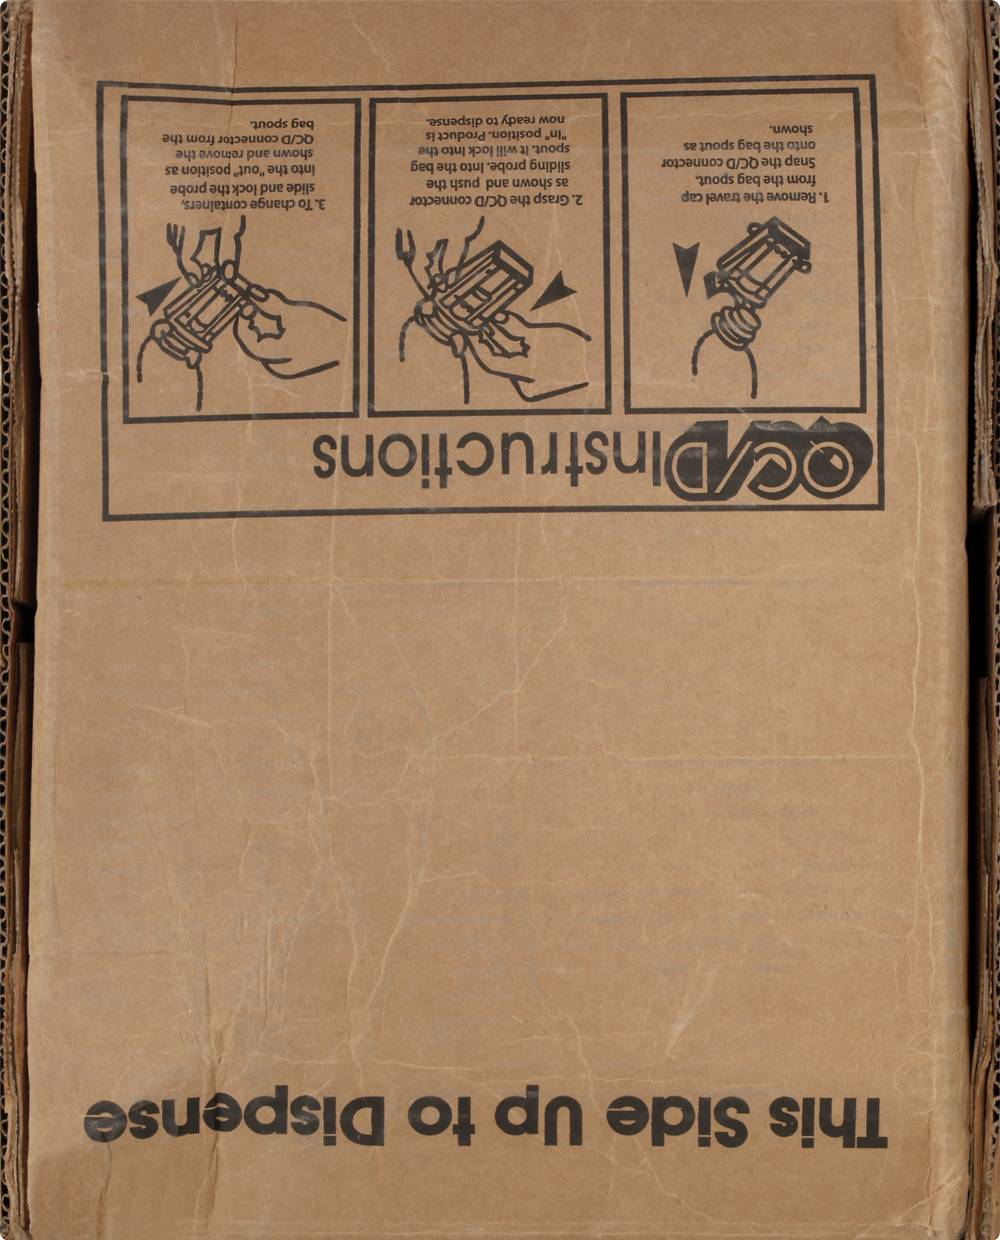 This Side Up to Dispense
QC/D Instructions
1. Remove the travel cap
from the bag spout.
Snap the QC/D connector
onto the bag spout as
shown.
2. Grasp the QC/D connector
as shown and push the
sliding probe. Into the bag
spout. It will lock into the
"In" position. Product is
now ready to dispense.
3. To change containers,
slide and lock the probe
into the "out" position as
shown and remove the
QC/D connector from the
bag spout.